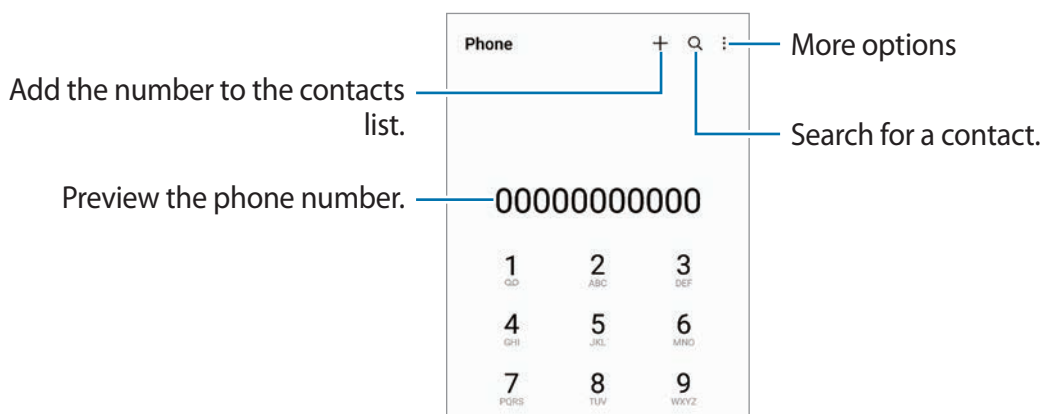 Phone
More options
Add the number to the contacts
list.
Search for a contact.
Preview the phone number.
00000000000
1 2 3
ABC DEF
4 5 6
GHI JKL MNO
7 8 9
PQRS TUV WXYZ